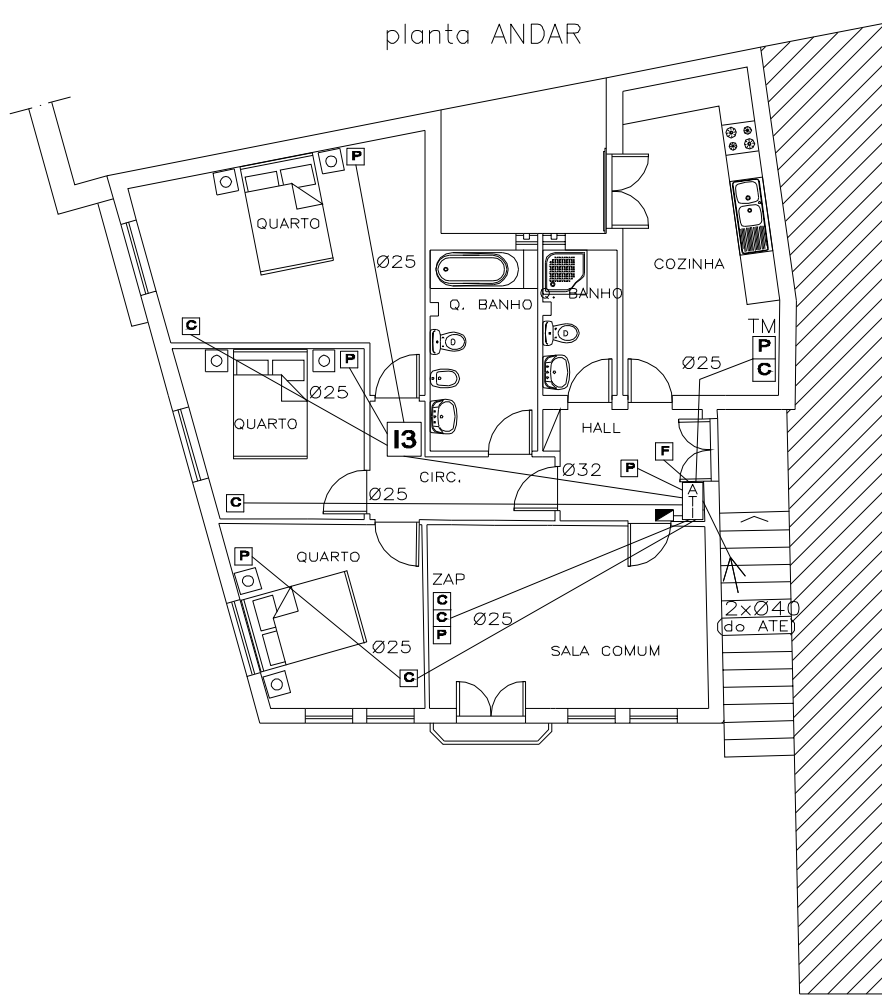 planta ANDAR
P
QUARTO
Ø25
COZINHA
Q. BANHO
Q. BANHO
C
TM
P
C
Ø25
P
Ø25
QUARTO
I3
HALL
F
P
Ø32
CIRC.
ATI
C
Ø25
P
QUARTO
ZAP
C
C
P
Ø25
2xØ40
(do ATE)
Ø25
SALA COMUM
C